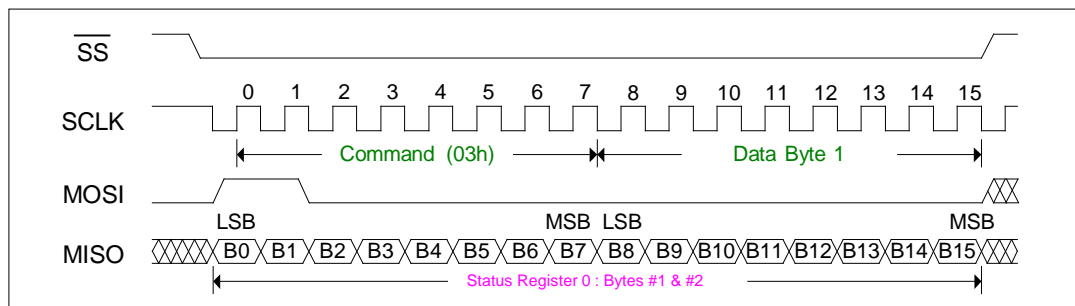 SS
0 1 2 3 4 5 6 7 8 9 10 11 12 13 14 15
SCLK
Command (03h) Data Byte 1
MOSI
LSB MSB LSB MSB
MISO B0 B1 B2 B3 B4 B5 B6 B7 B8 B9 B10 B11 B12 B13 B14 B15
Status Register 0 : Bytes #1 & #2